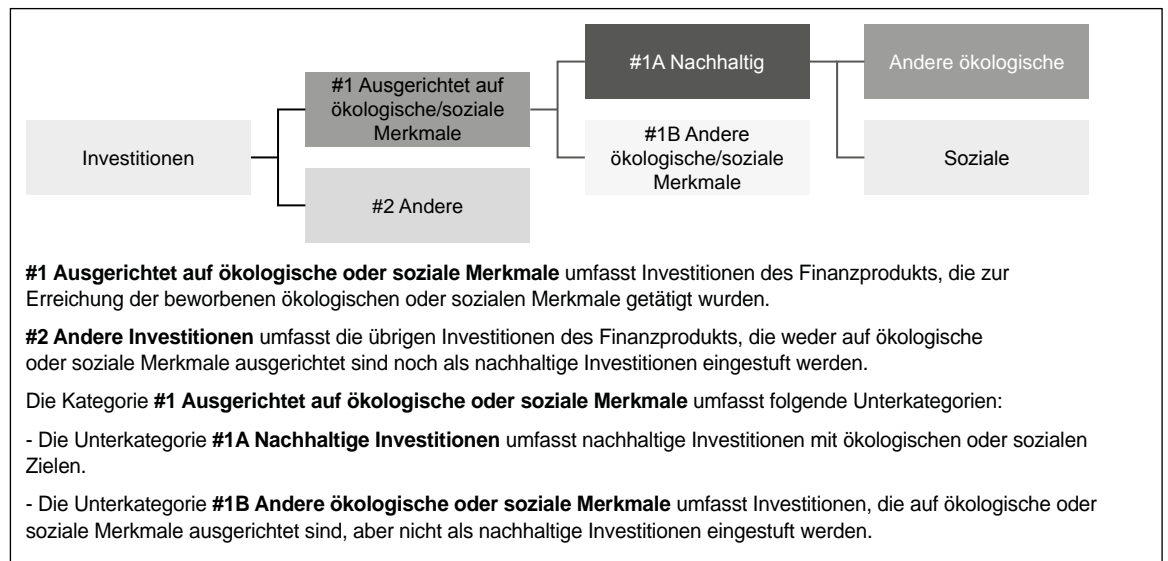 Investitionen
#1 Ausgerichtet auf
ökologische/soziale
Merkmale
#2 Andere
#1A Nachhaltig
#1B Andere
ökologische/soziale
Merkmale
Andere ökologische
Soziale
#1 Ausgerichtet auf ökologische oder soziale Merkmale umfasst Investitionen des Finanzprodukts, die zur
Erreichung der beworbenen ökologischen oder sozialen Merkmale getätigt wurden.
#2 Andere Investitionen umfasst die übrigen Investitionen des Finanzprodukts, die weder auf ökologische
oder soziale Merkmale ausgerichtet sind noch als nachhaltige Investitionen eingestuft werden.
Die Kategorie #1 Ausgerichtet auf ökologische oder soziale Merkmale umfasst folgende Unterkategorien:
- Die Unterkategorie #1A Nachhaltige Investitionen umfasst nachhaltige Investitionen mit ökologischen oder sozialen
Zielen.
- Die Unterkategorie #1B Andere ökologische oder soziale Merkmale umfasst Investitionen, die auf ökologische oder
soziale Merkmale ausgerichtet sind, aber nicht als nachhaltige Investitionen eingestuft werden.